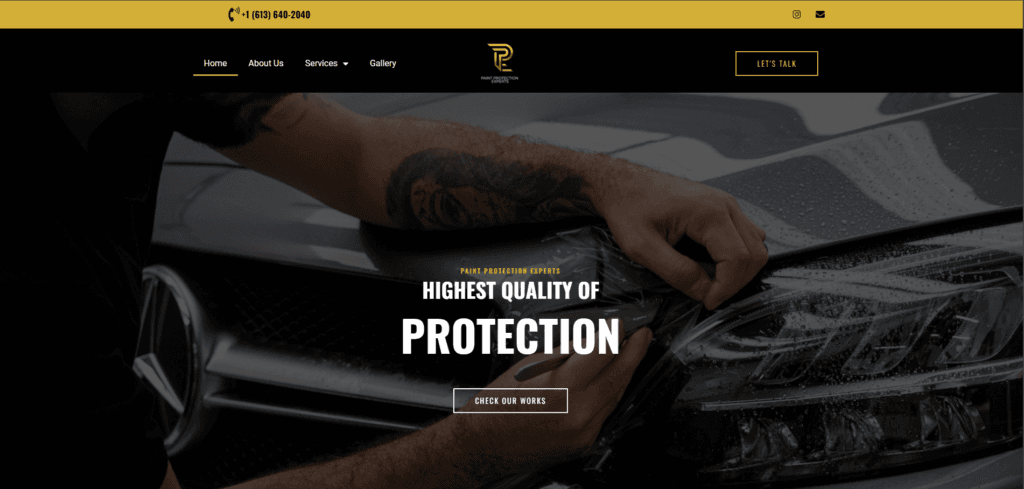 +1 (613) 640-2040
Home About Us Services Gallery
PAINT PROTECTION
EXPERTS
LET'S TALK
PAINT PROTECTION EXPERTS
HIGHEST QUALITY OF
PROTECTION
CHECK OUR WORKS